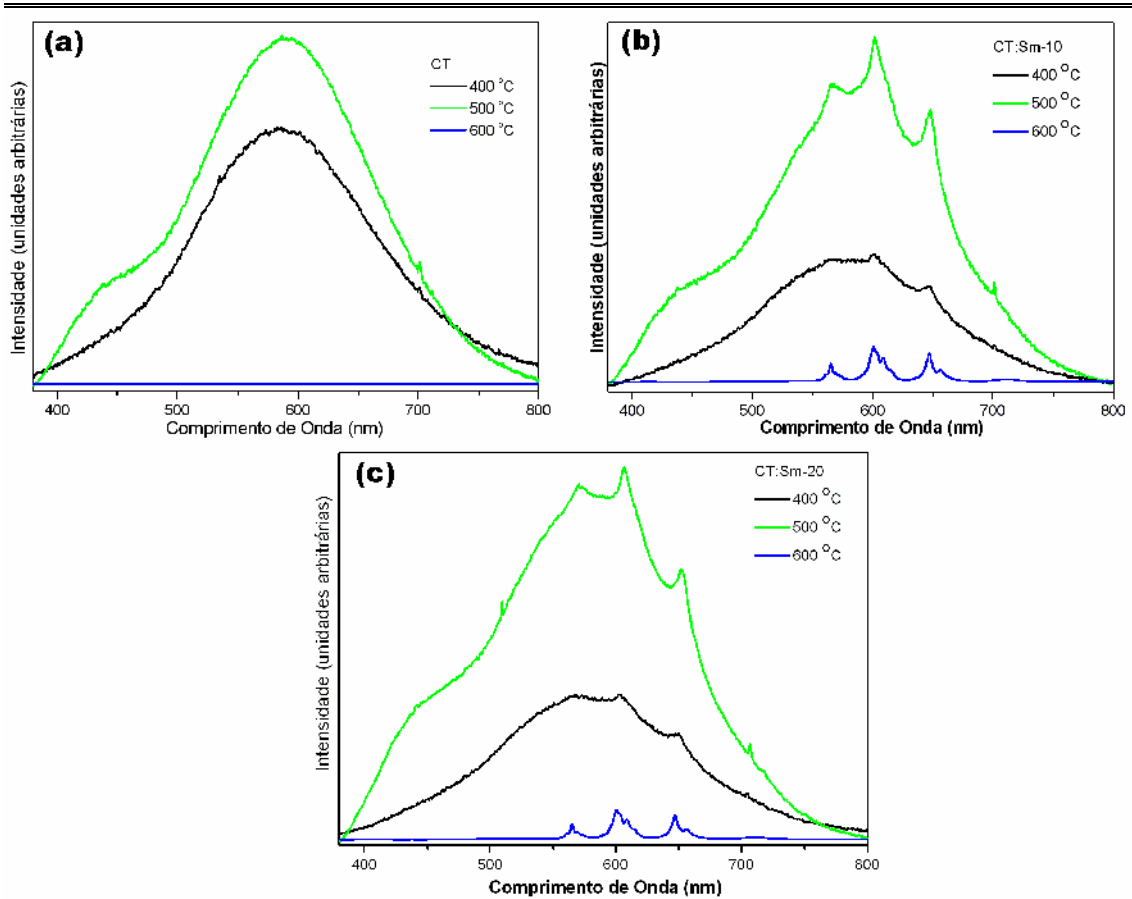 (a)
CT
400 °C
500 °C
600 °C
Intensidade (unidades arbitrárias)
400 500 600 700 800
Comprimento de Onda (nm)
(b)
CT:Sm-10
400 °C
500 °C
600 °C
Intensidade (unidades arbitrárias)
400 500 600 700 800
Comprimento de Onda (nm)
(c)
CT:Sm-20
400 °C
500 °C
600 °C
Intensidade (unidades arbitrárias)
400 500 600 700 800
Comprimento de Onda (nm)